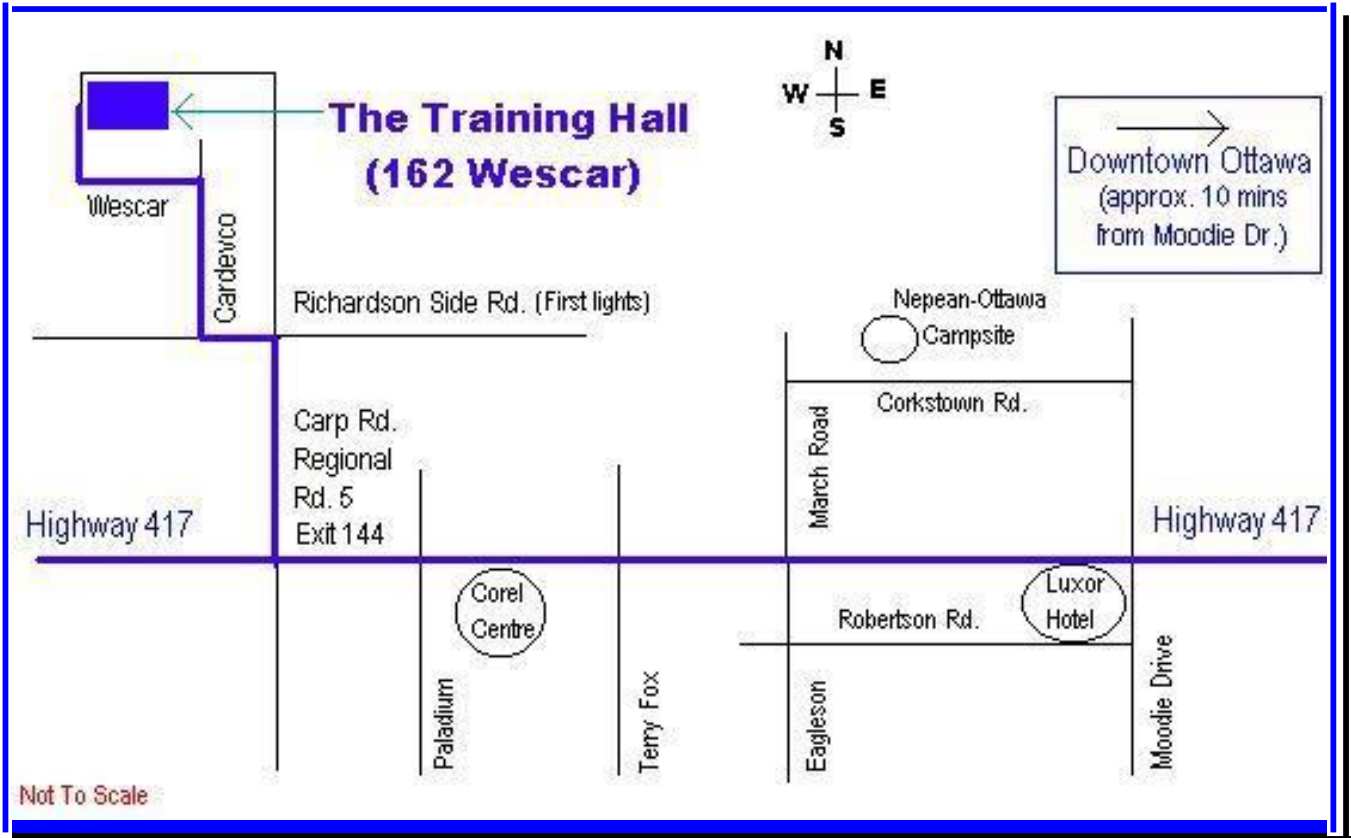 N
W E
S
The Training Hall
(162 Wescar)
Downtown Ottawa
(approx. 10 mins
from Moodie Dr.)
Wescar
Cardevco
Richardson Side Rd. (First lights)
Nepean-Ottawa
Campsite
Corkstown Rd.
March Road
Carp Rd.
Regional
Rd. 5
Exit 144
Highway 417
Highway 417
Corel
Centre
Luxor
Hotel
Robertson Rd.
Paladium
Terry Fox
Eagleson
Moodie Drive
Not To Scale